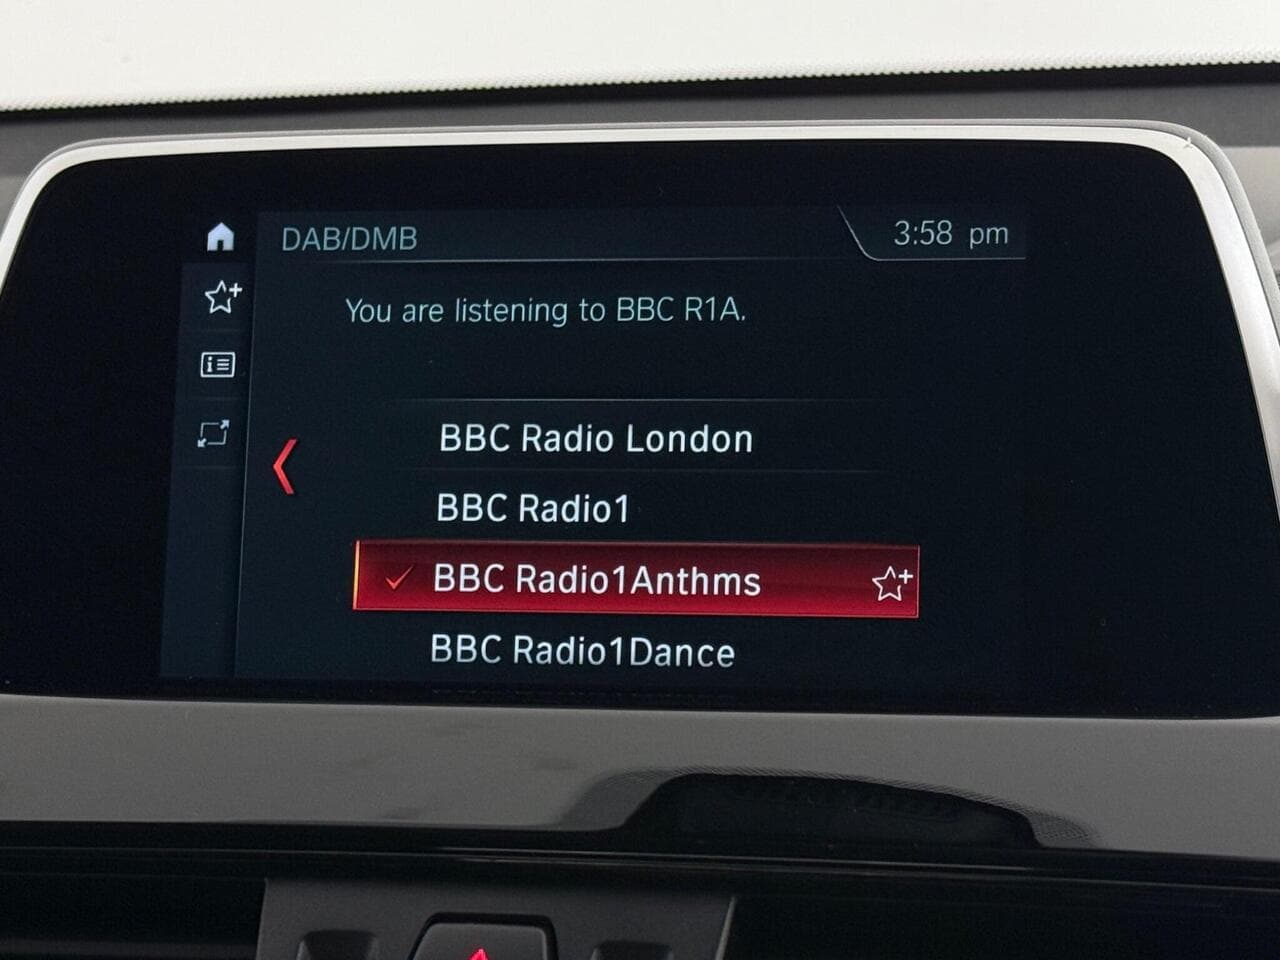 DAB/DMB
3:58 pm
You are listening to BBC R1A.
BBC Radio London
BBC Radio1
BBC Radio1Anthms
BBC Radio1Dance